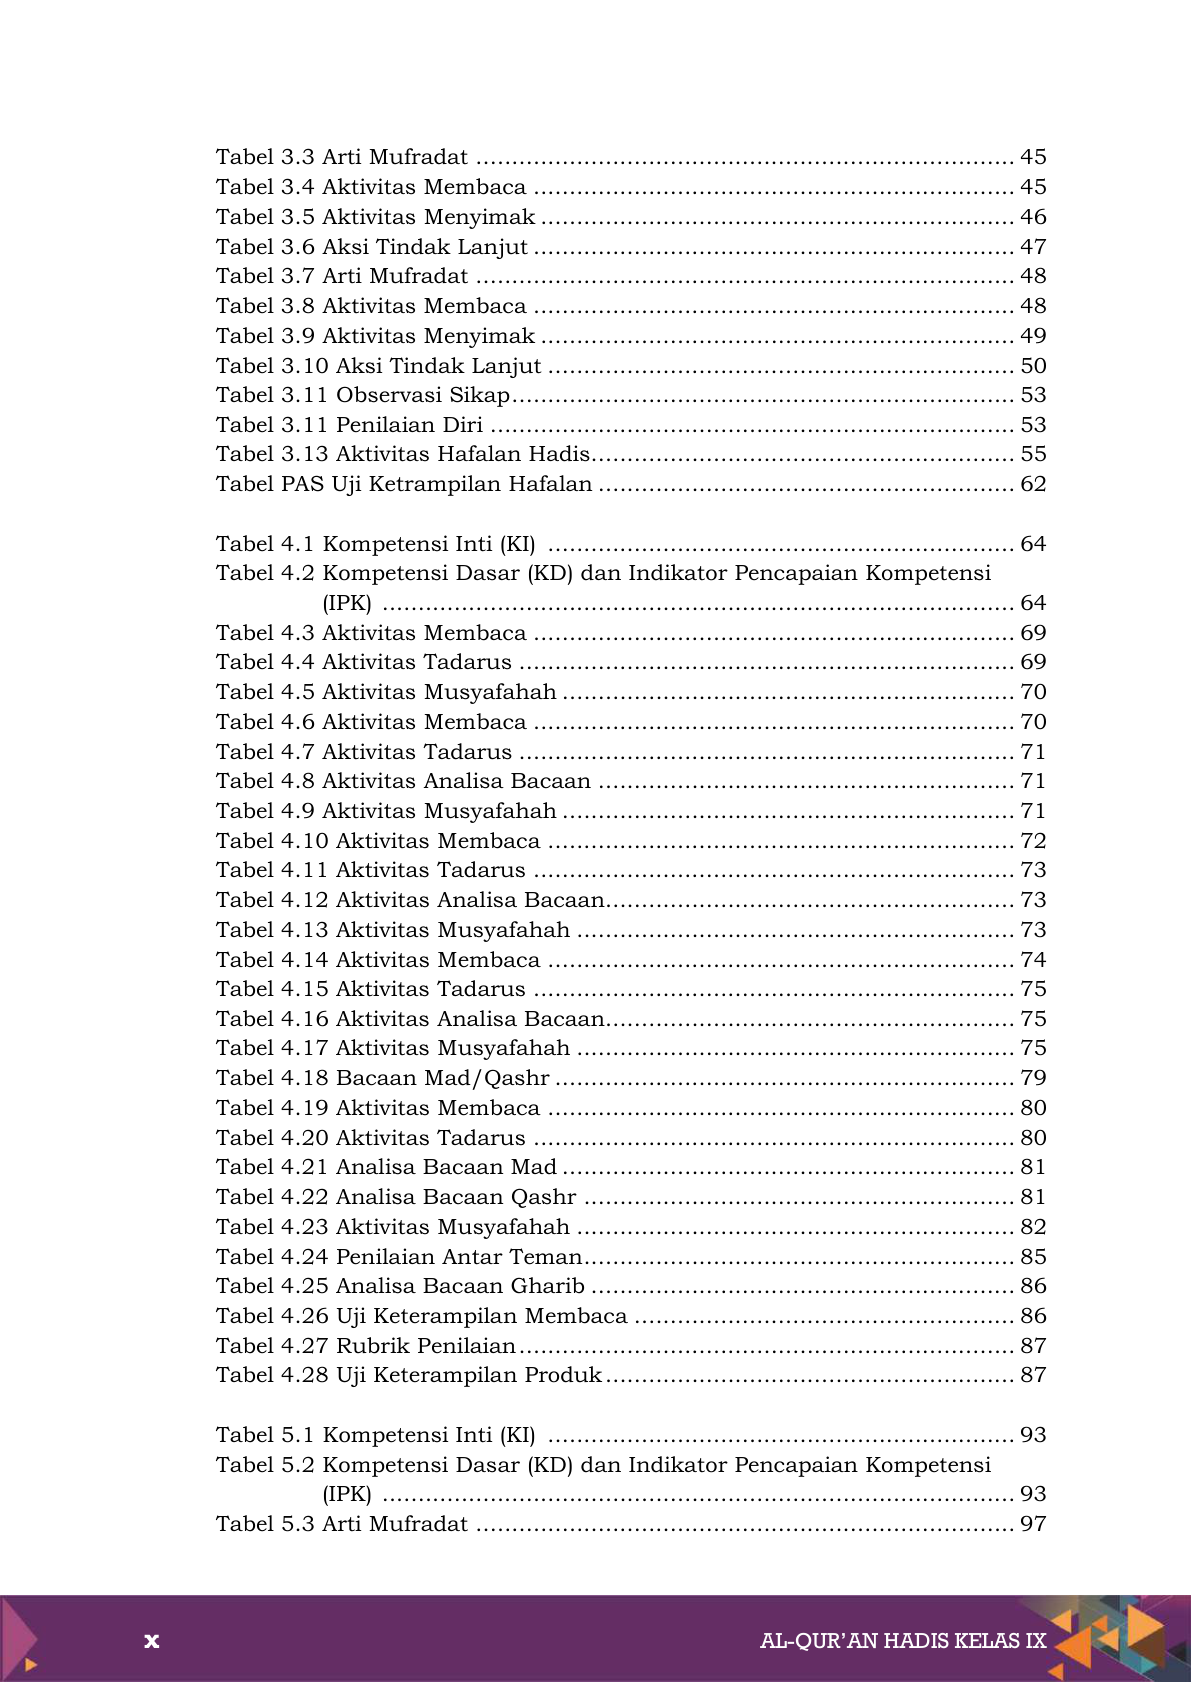 Tabel 3.3 Arti Mufradat ........................................................................... 45
Tabel 3.4 Aktivitas Membaca ................................................................... 45
Tabel 3.5 Aktivitas Menyimak .................................................................. 46
Tabel 3.6 Aksi Tindak Lanjut ................................................................... 47
Tabel 3.7 Arti Mufradat ........................................................................... 48
Tabel 3.8 Aktivitas Membaca ................................................................... 48
Tabel 3.9 Aktivitas Menyimak .................................................................. 49
Tabel 3.10 Aksi Tindak Lanjut ................................................................. 50
Tabel 3.11 Observasi Sikap...................................................................... 53
Tabel 3.11 Penilaian Diri ......................................................................... 53
Tabel 3.13 Aktivitas Hafalan Hadis........................................................... 55
Tabel PAS Uji Ketrampilan Hafalan .......................................................... 62
Tabel 4.1 Kompetensi Inti (KI) ................................................................. 64
Tabel 4.2 Kompetensi Dasar (KD) dan Indikator Pencapaian Kompetensi
(IPK) ........................................................................................ 64
Tabel 4.3 Aktivitas Membaca ................................................................... 69
Tabel 4.4 Aktivitas Tadarus ..................................................................... 69
Tabel 4.5 Aktivitas Musyafahah ............................................................... 70
Tabel 4.6 Aktivitas Membaca ................................................................... 70
Tabel 4.7 Aktivitas Tadarus ..................................................................... 71
Tabel 4.8 Aktivitas Analisa Bacaan .......................................................... 71
Tabel 4.9 Aktivitas Musyafahah ............................................................... 71
Tabel 4.10 Aktivitas Membaca ................................................................. 72
Tabel 4.11 Aktivitas Tadarus ................................................................... 73
Tabel 4.12 Aktivitas Analisa Bacaan......................................................... 73
Tabel 4.13 Aktivitas Musyafahah ............................................................. 73
Tabel 4.14 Aktivitas Membaca ................................................................. 74
Tabel 4.15 Aktivitas Tadarus ................................................................... 75
Tabel 4.16 Aktivitas Analisa Bacaan......................................................... 75
Tabel 4.17 Aktivitas Musyafahah ............................................................. 75
Tabel 4.18 Bacaan Mad/Qashr ................................................................ 79
Tabel 4.19 Aktivitas Membaca ................................................................. 80
Tabel 4.20 Aktivitas Tadarus ................................................................... 80
Tabel 4.21 Analisa Bacaan Mad ............................................................... 81
Tabel 4.22 Analisa Bacaan Qashr ............................................................ 81
Tabel 4.23 Aktivitas Musyafahah ............................................................. 82
Tabel 4.24 Penilaian Antar Teman............................................................ 85
Tabel 4.25 Analisa Bacaan Gharib ........................................................... 86
Tabel 4.26 Uji Keterampilan Membaca ..................................................... 86
Tabel 4.27 Rubrik Penilaian..................................................................... 87
Tabel 4.28 Uji Keterampilan Produk......................................................... 87
Tabel 5.1 Kompetensi Inti (KI) ................................................................. 93
Tabel 5.2 Kompetensi Dasar (KD) dan Indikator Pencapaian Kompetensi
(IPK) ........................................................................................ 93
Tabel 5.3 Arti Mufradat ........................................................................... 97
x
AL-QUR’AN HADIS KELAS IX